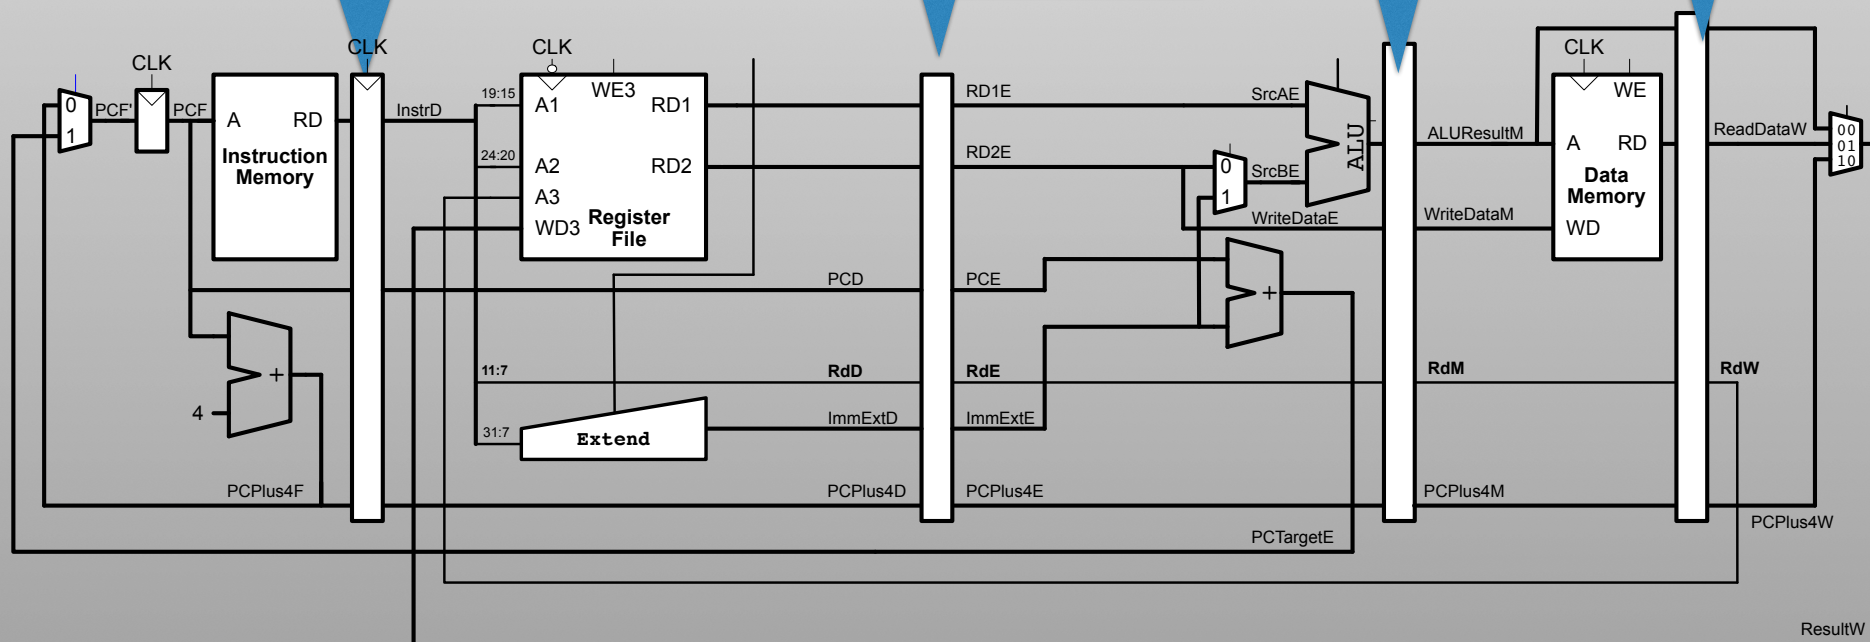 CLK
CLK
CLK
CLK
0
1
PCF'
PCF
A
RD
Instruction
Memory
InstrD
19:15
A1
WE3
RD1
24:20
A2
RD2
A3
WD3
Register
File
RD1E
RD2E
SrcAE
0
1
SrcBE
ALU
WriteDataE
ALUResultM
WriteDataM
WE
A
RD
Data
Memory
WD
ReadDataW
00
01
10
PCD
PCE
+
+
4
11:7
RdD
RdE
RdM
RdW
31:7
Extend
ImmExtD
ImmExtE
PCPlus4F
PCPlus4D
PCPlus4E
PCPlus4M
PCPlus4W
PCTargetE
ResultW